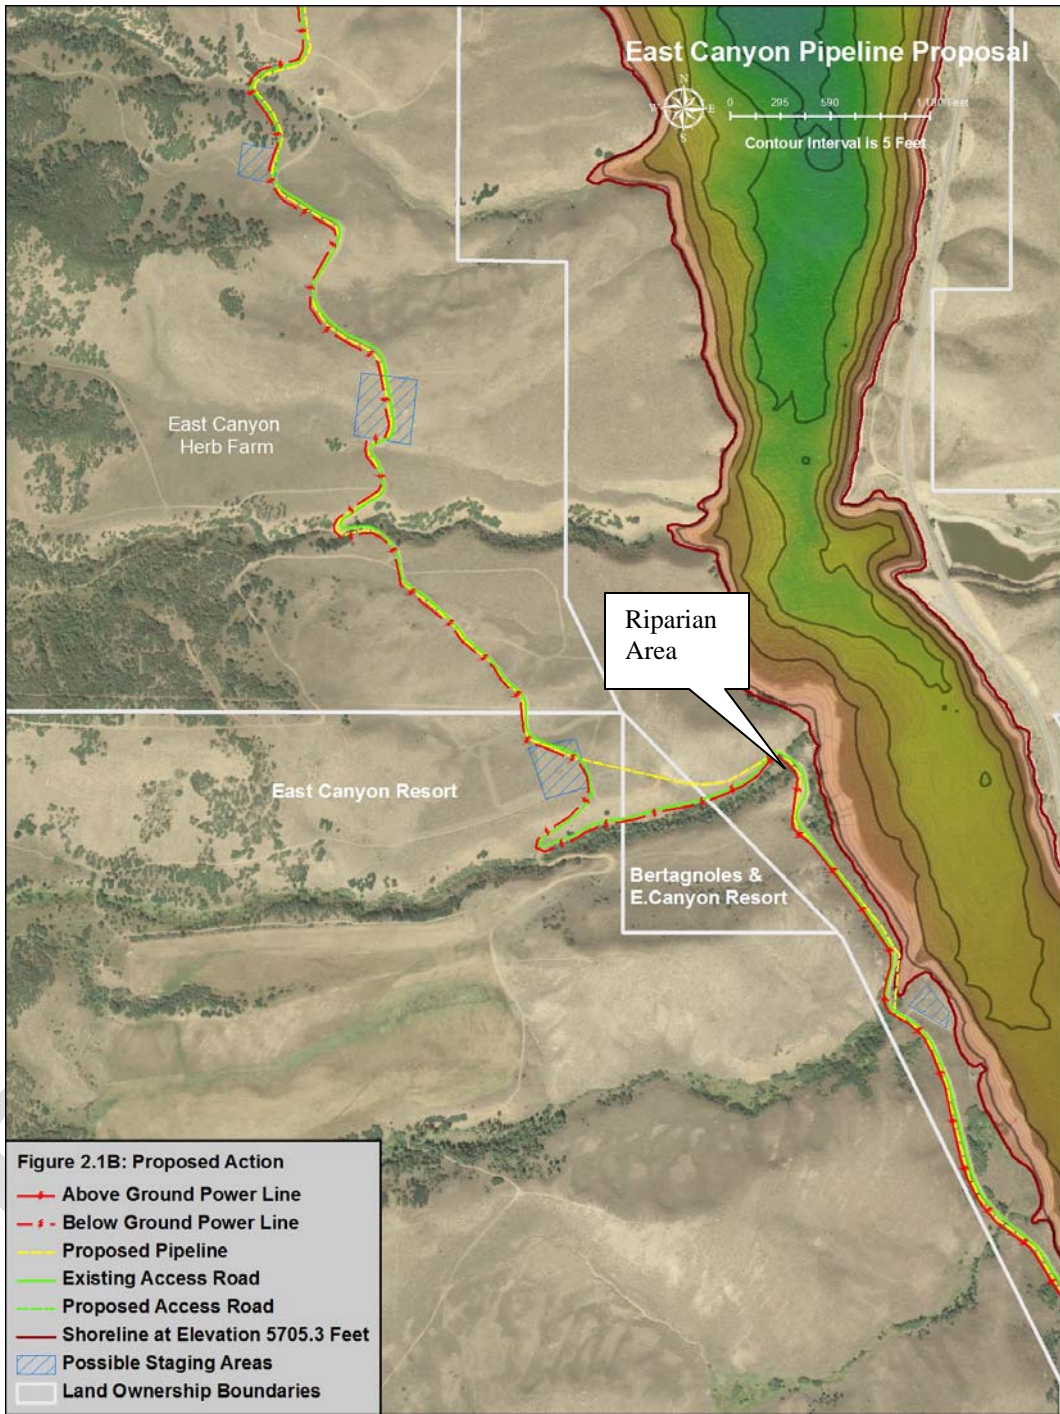 East Canyon Pipeline Proposal
N
W E
S
0 295 590 1,180 Feet
Contour Interval is 5 Feet
East Canyon
Herb Farm
Riparian
Area
East Canyon Resort
Bertagnoles &
E.Canyon Resort
Figure 2.1B: Proposed Action
Above Ground Power Line
Below Ground Power Line
Proposed Pipeline
Existing Access Road
Proposed Access Road
Shoreline at Elevation 5705.3 Feet
Possible Staging Areas
Land Ownership Boundaries